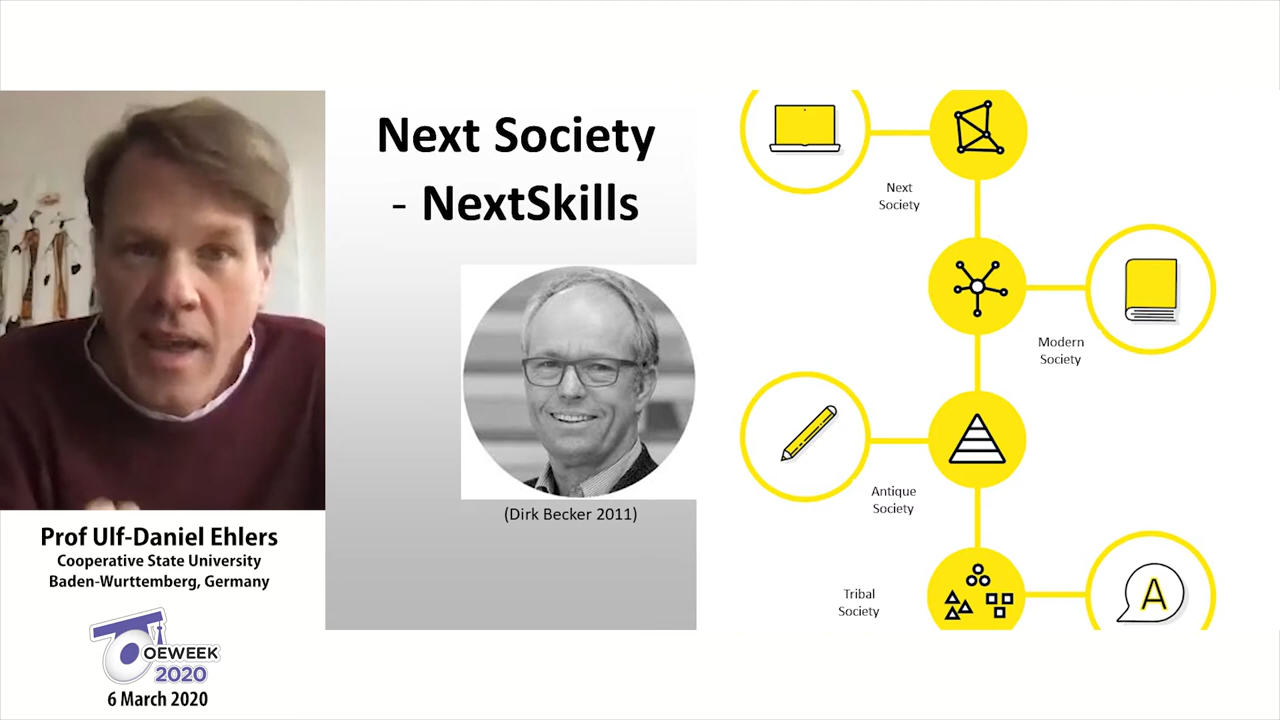 Next Society
- NextSkills
(Dirk Becker 2011)
Prof Ulf-Daniel Ehlers
Cooperative State University
Baden-Wurttemberg, Germany
OEWEEK
2020
6 March 2020
Next
Society
Modern
Society
Antique
Society
Tribal
Society
A